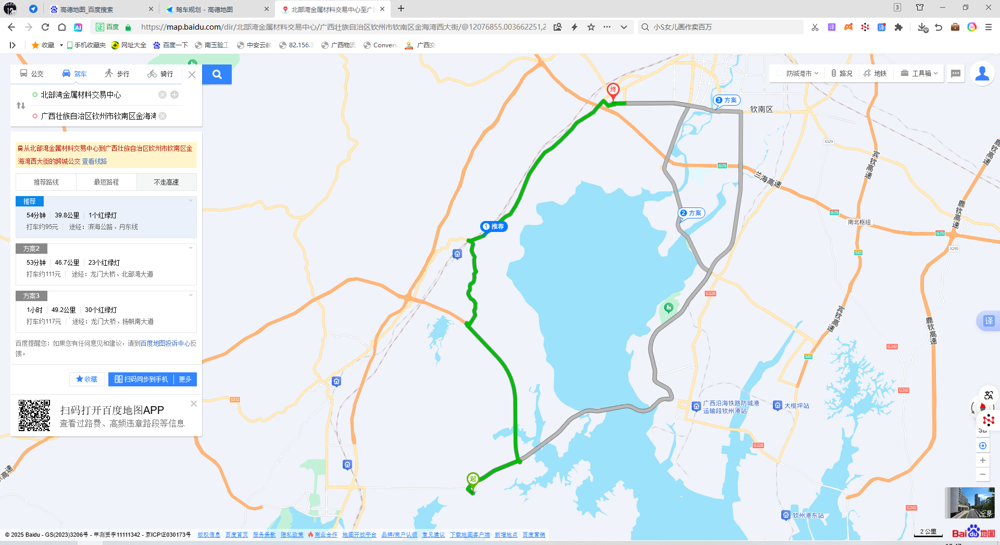 高德地图_百度搜索
驾车规划 - 高德地图
北部湾金属材料交易中心至广西
3
证 百度
https://map.baidu.com/dir/北部湾金属材料交易中心/广西壮族自治区钦州市钦南区金海湾西大街/@12076855.003662251,2
小S女儿画作卖百万
收藏
手机收藏夹
网址大全
百度一下
南玉验工
中安云教
82.156.3
广西物流
Convers
广西交
公交
驾车
步行
骑行
北部湾金属材料交易中心
广西壮族自治区钦州市钦南区金海湾
从北部湾金属材料交易中心到广西壮族自治区钦州市钦南区金
海湾西大街的跨城公交 查看线路
推荐路线
最短路程
不走高速
推荐
54分钟 39.8公里 1个红绿灯
打车约95元 途经：滨海公路、丹东线
方案2
53分钟 46.7公里 23个红绿灯
打车约111元 途经：龙门大桥、北部湾大道
方案3
1小时 49.2公里 30个红绿灯
打车约117元 途经：龙门大桥、扬帆南大道
百度提醒您：如果您有任何意见和建议，请到百度地图投诉中心反
馈。
收藏
扫码同步到手机
更多
扫码打开百度地图APP
查看过路费、高频违章路段等信息
防城港市
路况
地铁
工具箱
终
3 方案
钦南区
X329
宾钦高速
鹿钦高速
G75
兰海高速
2 方案
G75
鹿钦高速
南北枢纽
1 推荐
G75
X295
S43
G228
宾钦高速
鹿钦高速
译
G242
S43
G242
S312
广西沿海铁路防城港
运输段钦州港站
大榄坪站
3D
G228
起
G242
钦州港东站
全景
2 公里
Bai du 地图
© 2025 Baidu - GS(2023)3206号 - 甲测资字11111342 - 京ICP证030173号
版权信息
百度首页
服务条款
隐私政策
商业合作
地图开放平台
品牌/商户认领
意见建议
下载地图客户端
新增地点
百度营销